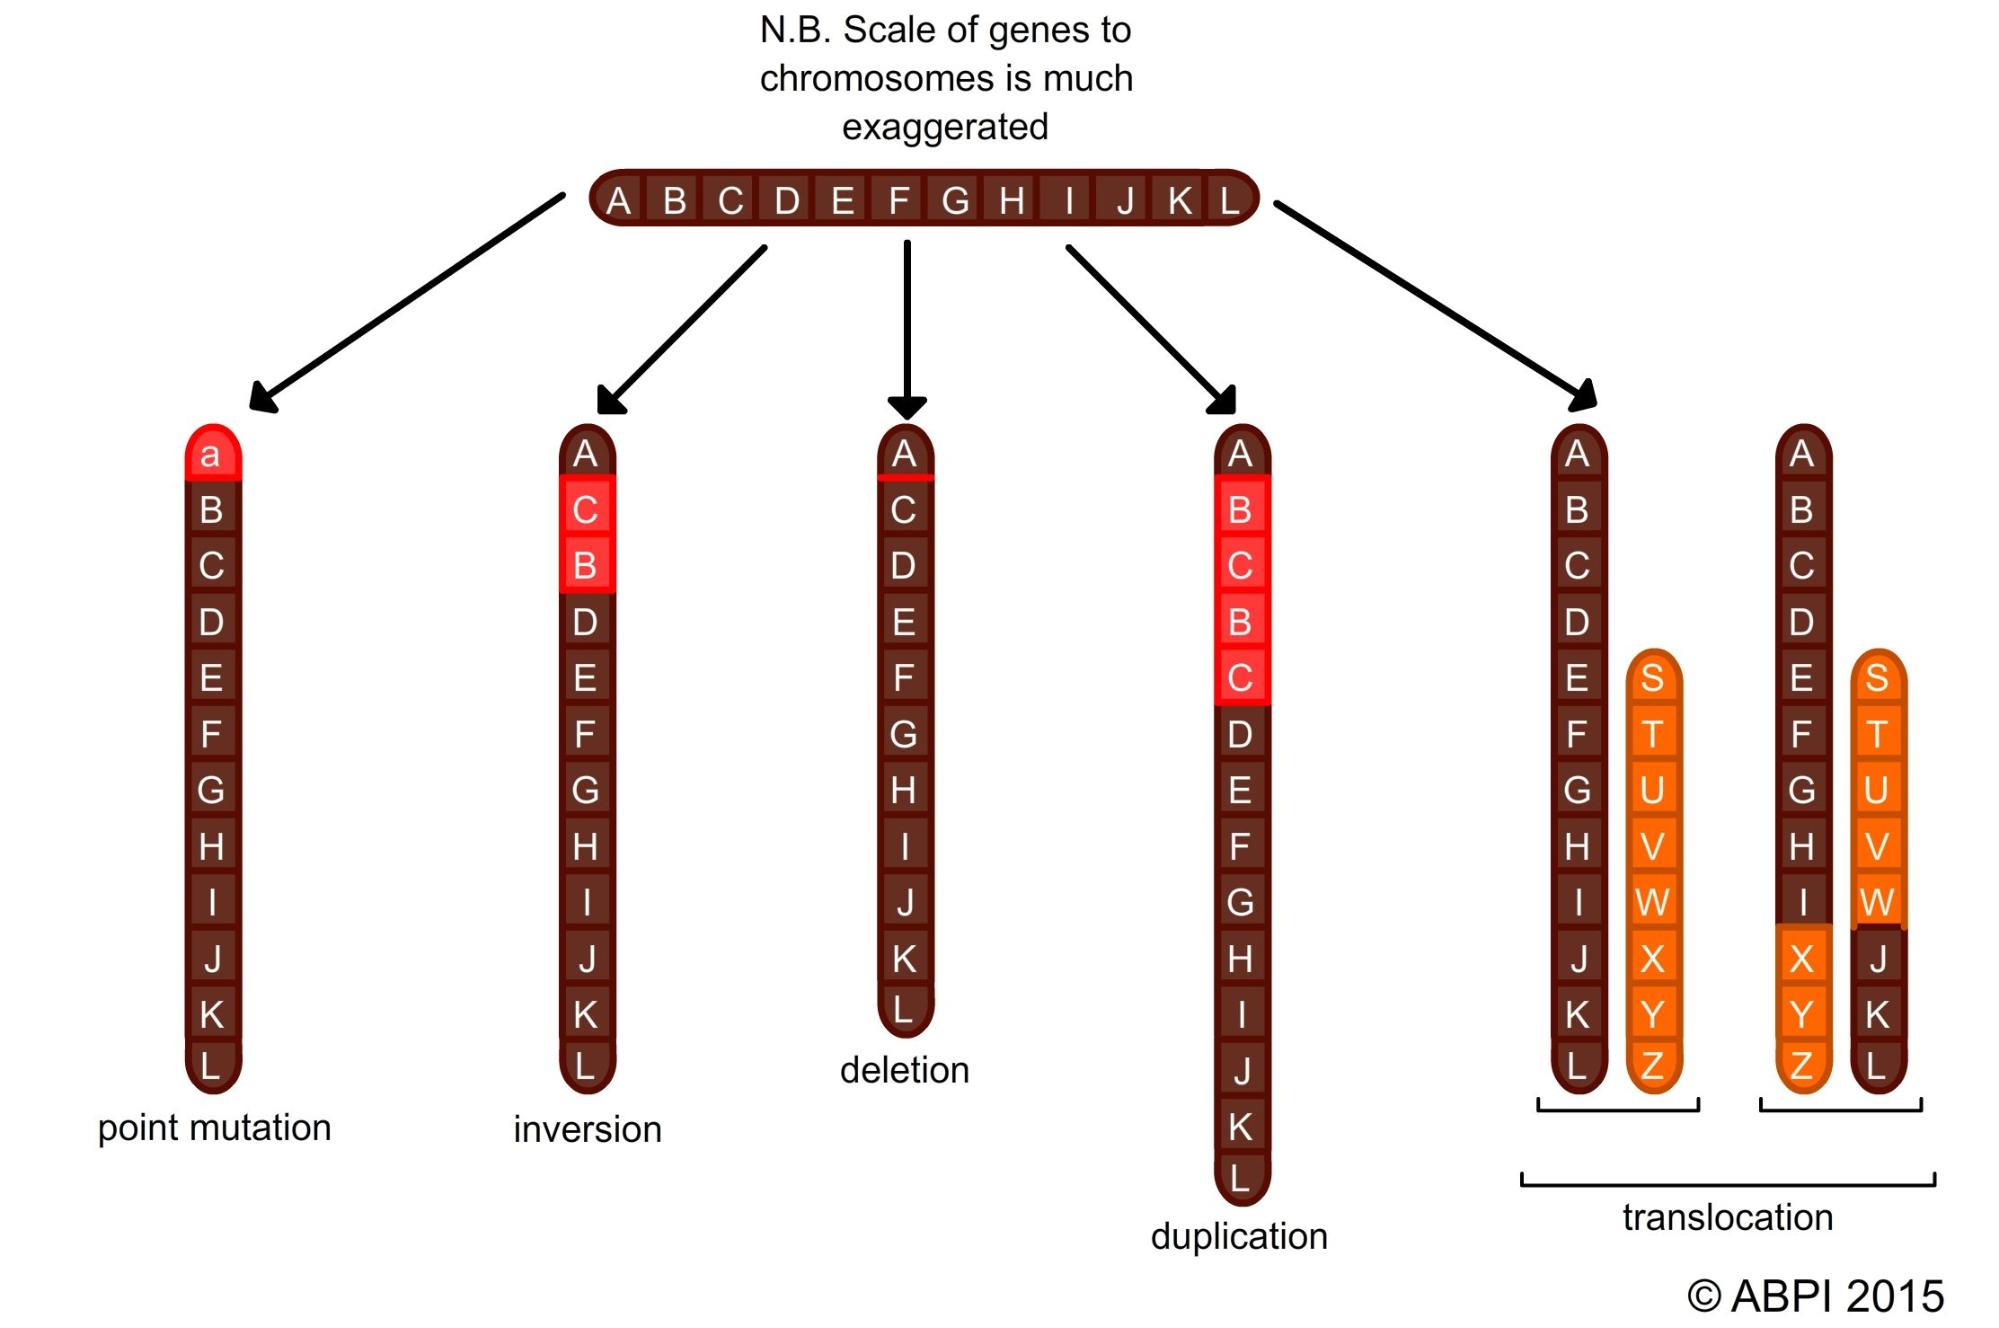 N.B. Scale of genes to
chromosomes is much
exaggerated
A B C D E F G H I J K L
a
B
C
D
E
F
G
H
I
J
K
L
point mutation
A
C
B
D
E
F
G
H
I
J
K
L
inversion
A
C
D
E
F
G
H
I
J
K
L
deletion
A
B
C
B
C
D
E
F
G
H
I
J
K
L
duplication
A
B
C
D
E
F
G
H
I
J
K
L
S
T
U
V
W
X
Y
Z
A
B
C
D
E
F
G
H
I
X
Y
Z
S
T
U
V
W
J
K
L
translocation
© ABPI 2015